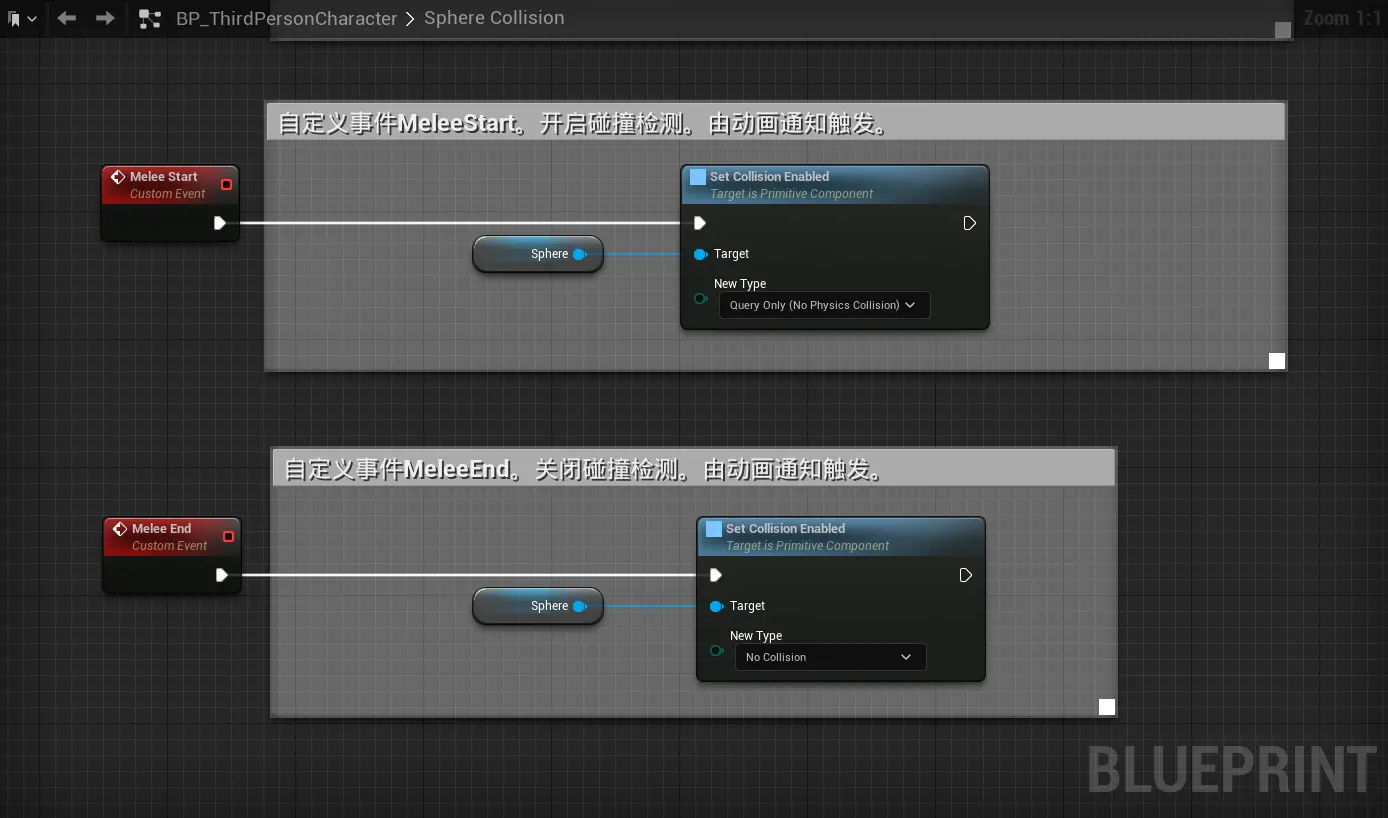 BP_ThirdPersonCharacter > Sphere Collision
Zoom 1:1
自定义事件MeleeStart。开启碰撞检测。由动画通知触发。
Melee Start
Custom Event
Set Collision Enabled
Target is Primitive Component
Sphere
Target
New Type
Query Only (No Physics Collision)
自定义事件MeleeEnd。关闭碰撞检测。由动画通知触发。
Melee End
Custom Event
Set Collision Enabled
Target is Primitive Component
Sphere
Target
New Type
No Collision
BLUEPRINT